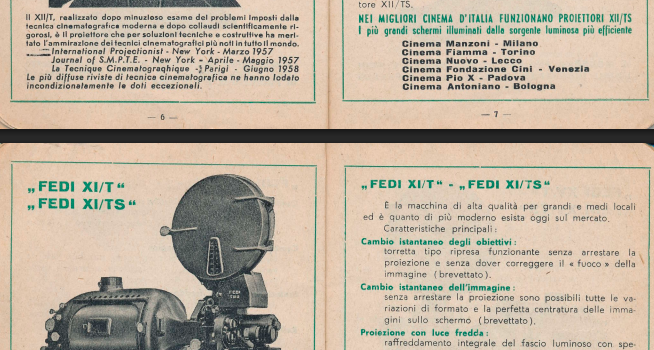 Il XII/T, realizzato dopo minuzioso esame dei problemi imposti dalla
tecnica cinematografica moderna e dopo collaudi scientificamente ri-
gorosi, è il proiettore che per soluzioni tecniche e costruttive ha meri-
tato l'ammirazione dei tecnici cinematografici più noti in tutto il mondo.
International Projectionist - New York - Marzo 1957
Journal of S.M.P.T.E. - New York - Aprile - Maggio 1957
La Tecnique Cinematograqhique - Parigi - Giugno 1958
Le più diffuse riviste di tecnica cinematografica ne hanno lodato
incondizionatamente le doti eccezionali.
— 6 —
tore XII/TS.
NEI MIGLIORI CINEMA D'ITALIA FUNZIONANO PROIETTORI XII/TS
I più grandi schermi illuminati dalla sorgente luminosa più efficiente
Cinema Manzoni - Milano
Cinema Fiamma - Torino
Cinema Nuovo - Lecco
Cinema Fondazione Cini - Venezia
Cinema Pio X - Padova
Cinema Antoniano - Bologna
— 7 —
„FEDI XI/T“
„FEDI XI/TS“
FEDI
„FEDI XI/T“ - „FEDI XI/TS“
È la macchina di alta qualità per grandi e medi locali
ed è quanto di più moderno esista oggi sul mercato.
Caratteristiche principali:
Cambio istantaneo degli obiettivi:
torretta tipo ripresa funzionante senza arrestare la
proiezione e senza dover correggere il « fuoco » della
immagine (brevettato).
Cambio istantaneo dell'immagine:
senza arrestare la proiezione sono possibili tutte le va-
riazioni di formato e la perfetta centratura delle imma-
gini sullo schermo (brevettato).
Proiezione con luce fredda:
raffreddamento integrale del fascio luminoso con spe-